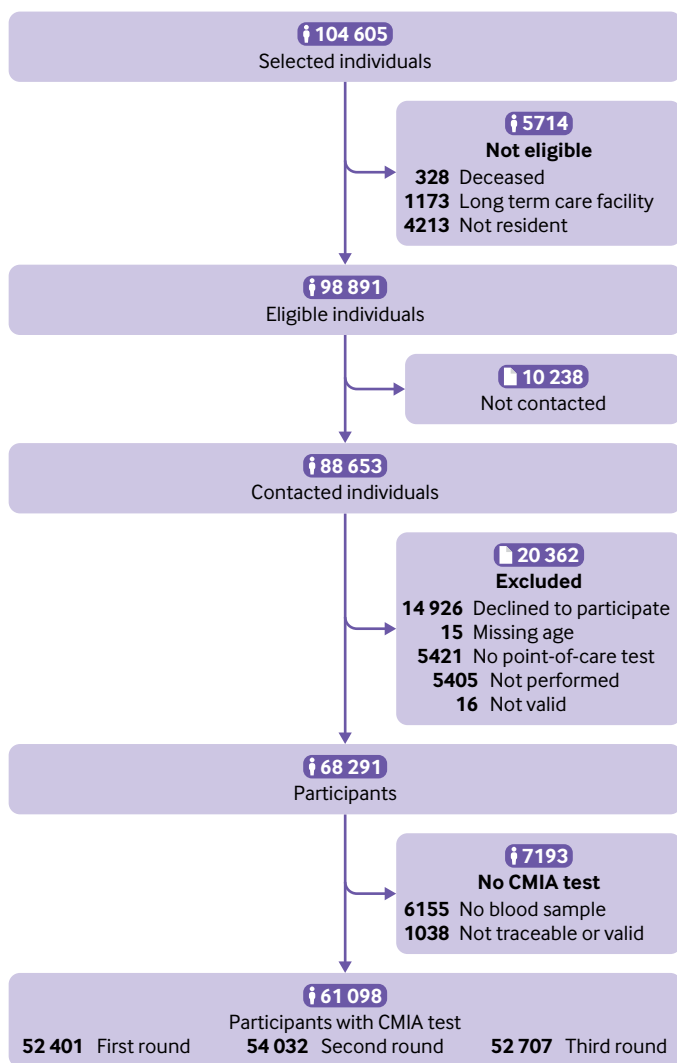 104 605
Selected individuals
5714
Not eligible
328 Deceased
1173 Long term care facility
4213 Not resident
98 891
Eligible individuals
10 238
Not contacted
88 653
Contacted individuals
20 362
Excluded
14 926 Declined to participate
15 Missing age
5421 No point-of-care test
5405 Not performed
16 Not valid
68 291
Participants
7193
No CMIA test
6155 No blood sample
1038 Not traceable or valid
61 098
Participants with CMIA test
52 401 First round 54 032 Second round 52 707 Third round